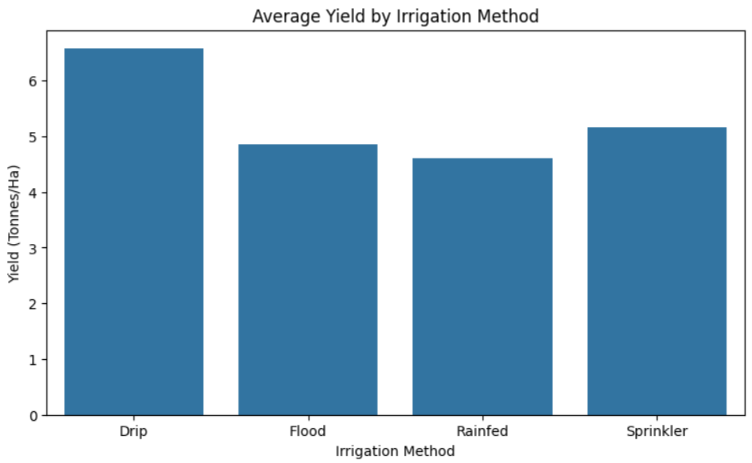 Average Yield by Irrigation Method
Yield (Tonnes/Ha)
6
5
4
3
2
1
0
Drip Flood Rainfed Sprinkler
Irrigation Method